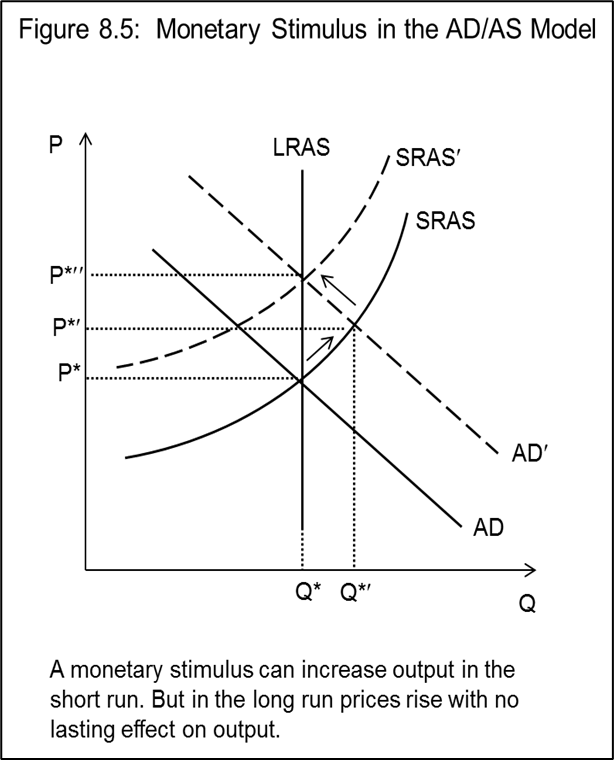 Figure 8.5:  Monetary Stimulus in the AD/AS Model
P
LRAS
SRAS′
SRAS
P*′′
P*′
P*
AD′
AD
Q*
Q*′
Q
A monetary stimulus can increase output in the
short run. But in the long run prices rise with no
lasting effect on output.